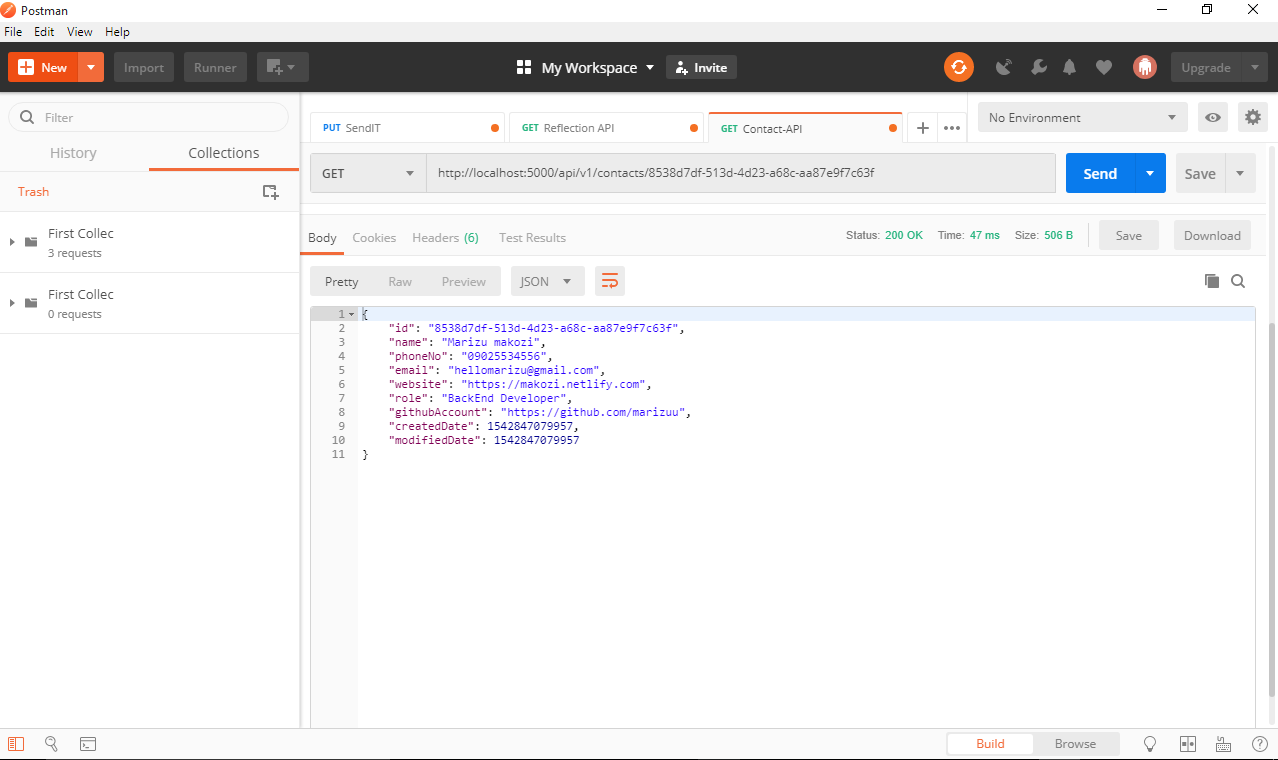 Postman
File Edit View Help
New Import Runner My Workspace Invite Upgrade
Filter
History Collections
Trash
First Collec
3 requests
First Collec
0 requests
PUT SendIT GET Reflection API GET Contact-API No Environment
GET http://localhost:5000/api/v1/contacts/8538d7df-513d-4d23-a68c-aa87e9f7c63f Send Save
Body Cookies Headers (6) Test Results Status: 200 OK Time: 47 ms Size: 506 B Save Download
Pretty Raw Preview JSON
1 {
2 "id": "8538d7df-513d-4d23-a68c-aa87e9f7c63f",
3 "name": "Marizu makozi",
4 "phoneNo": "09025534556",
5 "email": "hellomarizu@gmail.com",
6 "website": "https://makozi.netlify.com",
7 "role": "BackEnd Developer",
8 "githubAccount": "https://github.com/marizuu",
9 "createdDate": 1542847079957,
10 "modifiedDate": 1542847079957
11 }
Build Browse